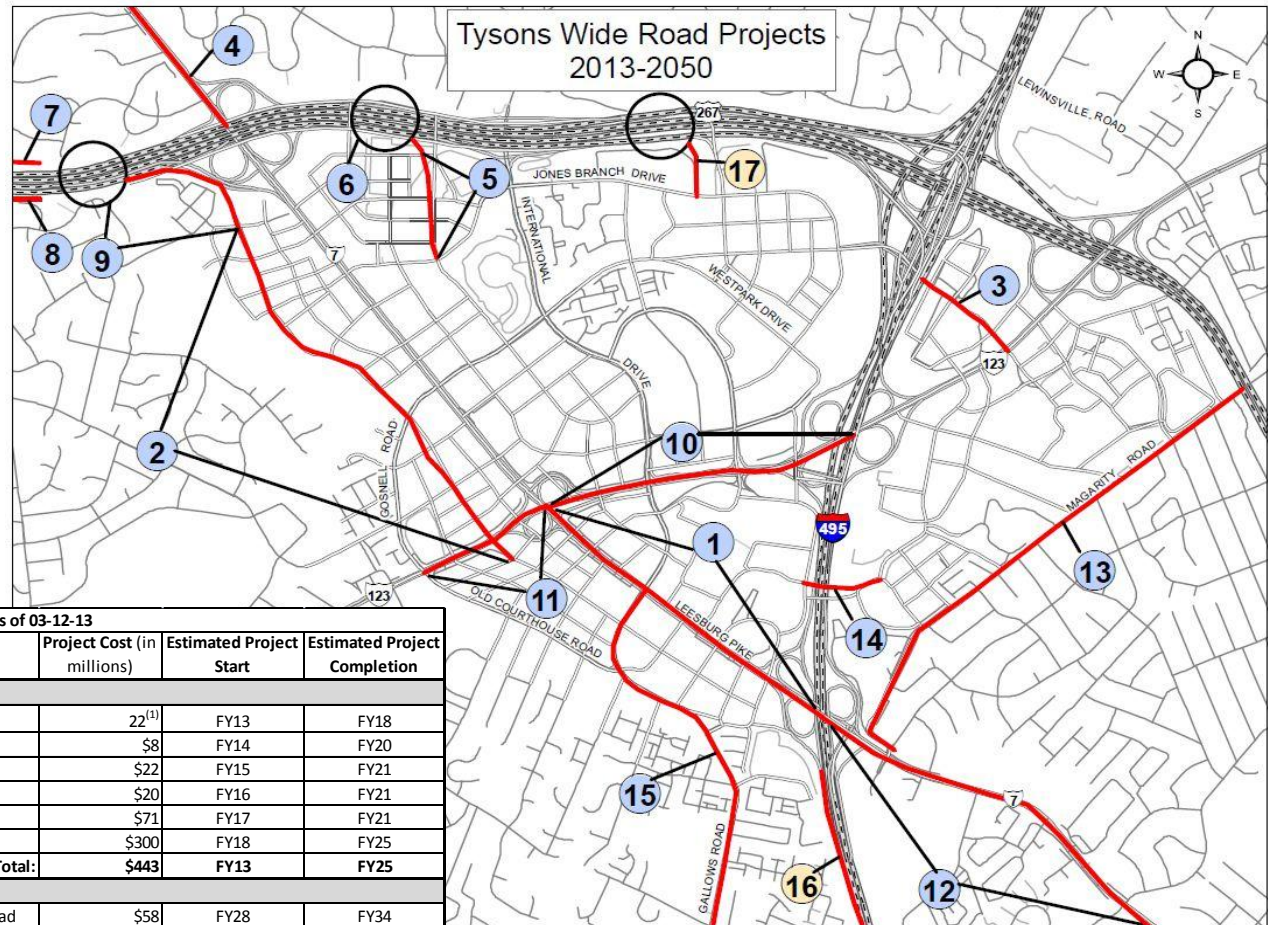 Tysons Wide Road Projects
2013-2050
N
W
E
S
4
267
LEWINSVILLE, ROAD
7
6
5
JONES BRANCH DRIVE
17
8
9
7
INTERNATIONAL
WESTPARK DRIVE
3
123
DRIVE
2
GOSNELL ROAD
10
MAGARITY ROAD
495
1
13
123
11
OLD COURTHOUSE ROAD
LEESBURG PIKE
14
15
7
GALLOWS ROAD
16
12
s of 03-12-13
Project Cost (in millions) Estimated Project Start Estimated Project Completion
22(1) FY13 FY18
$8 FY14 FY20
$22 FY15 FY21
$20 FY16 FY21
$71 FY17 FY21
$300 FY18 FY25
Total: $443 FY13 FY25
ad $58 FY28 FY34